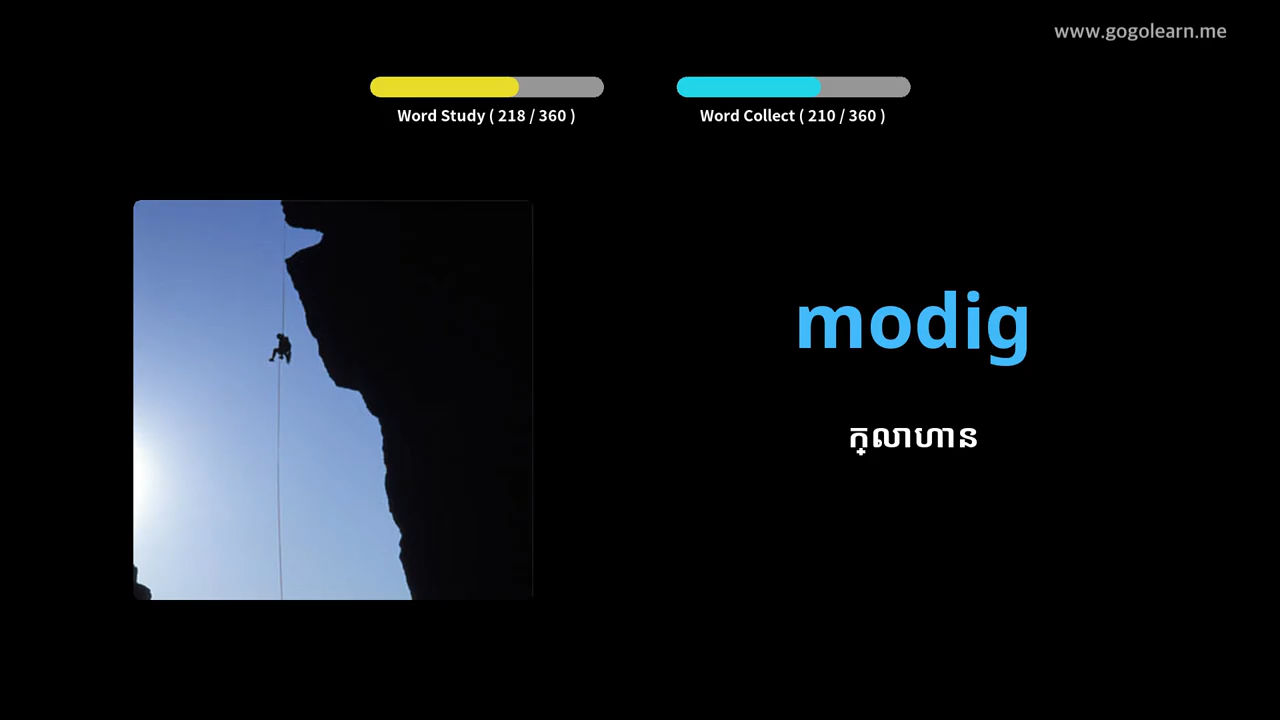 www.gogolearn.me
Word Study ( 218 / 360 )
Word Collect ( 210 / 360 )
modig
ក្លាហាន